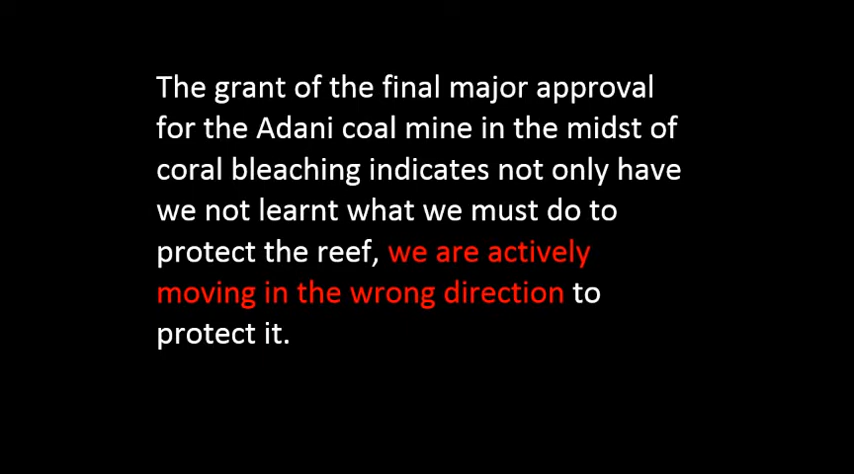 The grant of the final major approval
for the Adani coal mine in the midst of
coral bleaching indicates not only have
we not learnt what we must do to
protect the reef, we are actively
moving in the wrong direction to
protect it.